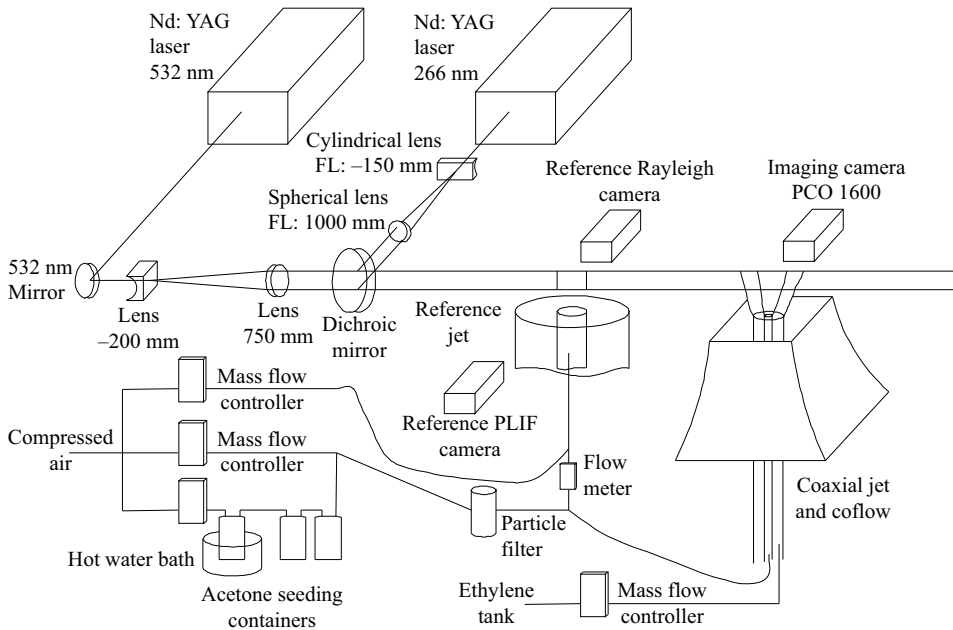 Nd: YAG
laser
532 nm
Nd: YAG
laser
266 nm
Cylindrical lens
FL: –150 mm
Spherical lens
FL: 1000 mm
Reference Rayleigh
camera
Imaging camera
PCO 1600
532 nm
Mirror
Lens
–200 mm
Lens
750 mm
Dichroic
mirror
Reference
jet
Mass flow
controller
Reference PLIF
camera
Compressed
air
Mass flow
controller
Flow
meter
Coaxial jet
and coflow
Particle
filter
Hot water bath
Acetone seeding
containers
Ethylene
tank
Mass flow
controller